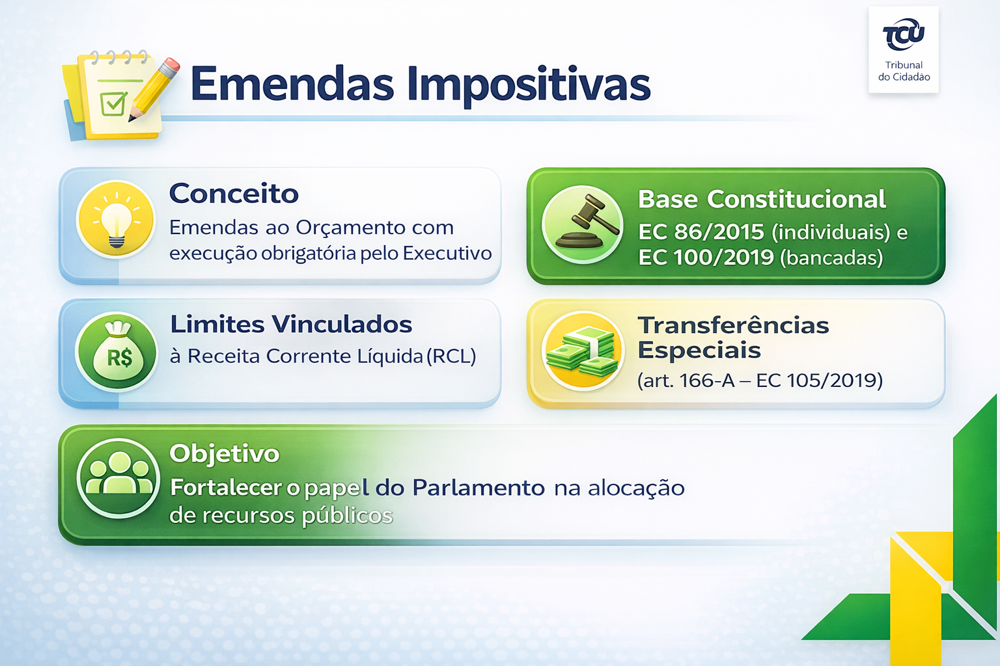 TCU
Tribunal
do Cidadão
Emendas Impositivas
Conceito
Emendas ao Orçamento com
execução obrigatória pelo Executivo
Base Constitucional
EC 86/2015 (individuais) e
EC 100/2019 (bancadas)
R$
Limites Vinculados
à Receita Corrente Líquida (RCL)
Transferências
Especiais
(art. 166-A – EC 105/2019)
Objetivo
Fortalecer o papel do Parlamento na alocação
de recursos públicos